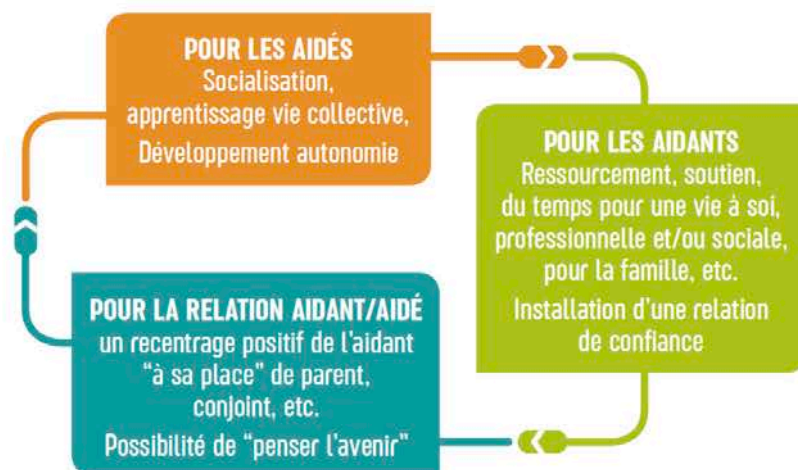 POUR LES AIDÉS
Socialisation,
apprentissage vie collective,
Développement autonomie
POUR LES AIDANTS
Ressourcement, soutien,
du temps pour une vie à soi,
professionnelle et/ou sociale,
pour la famille, etc.
Installation d'une relation
de confiance
POUR LA RELATION AIDANT/AIDÉ
un recentrage positif de l'aidant
"à sa place" de parent,
conjoint, etc.
Possibilité de "penser l'avenir"